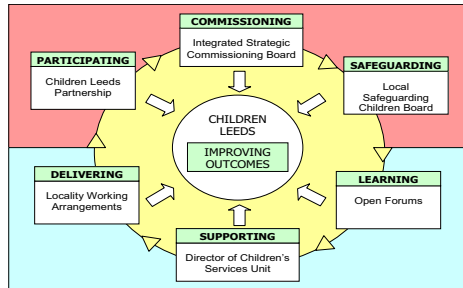 COMMISSIONING
Integrated Strategic
Commissioning Board
PARTICIPATING
Children Leeds
Partnership
SAFEGUARDING
Local
Safeguarding
Children Board
CHILDREN
LEEDS
IMPROVING
OUTCOMES
DELIVERING
Locality Working
Arrangements
LEARNING
Open Forums
SUPPORTING
Director of Children's
Services Unit